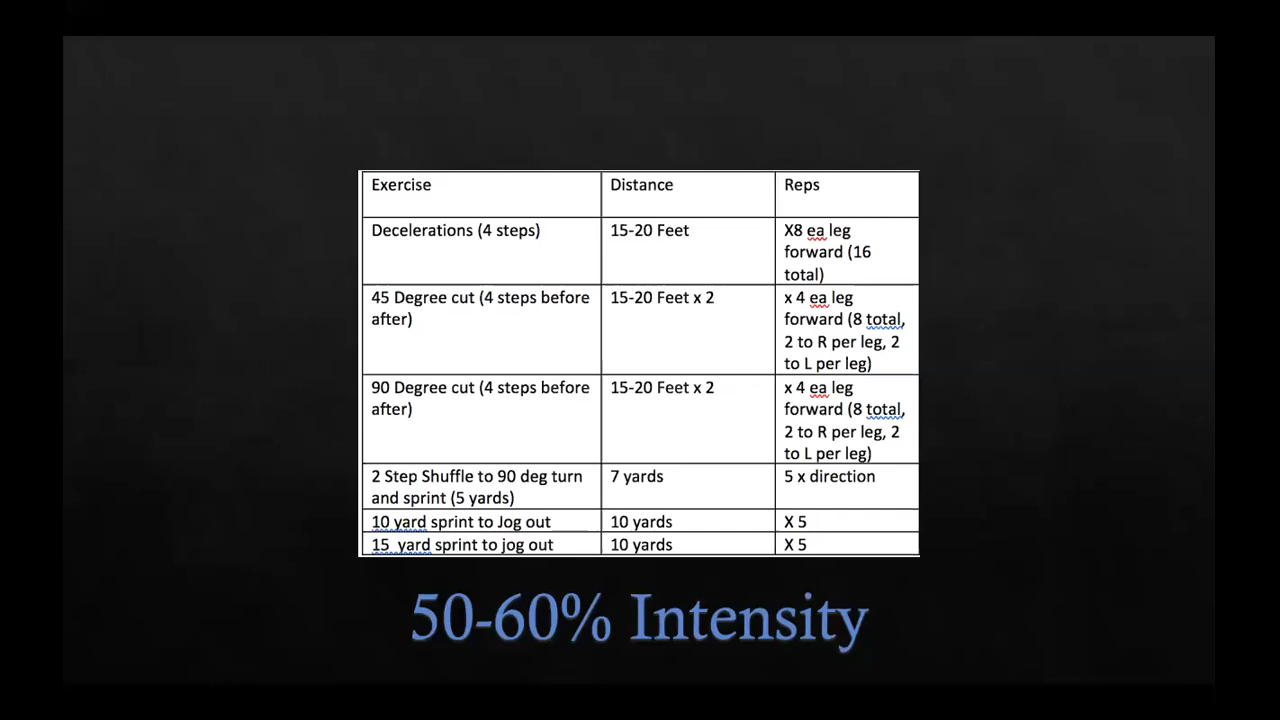 Exercise Distance Reps
Decelerations (4 steps) 15-20 Feet X8 ea leg
forward (16
total)
45 Degree cut (4 steps before 15-20 Feet x 2 x 4 ea leg
after) forward (8 total,
2 to R per leg, 2
to L per leg)
90 Degree cut (4 steps before 15-20 Feet x 2 x 4 ea leg
after) forward (8 total,
2 to R per leg, 2
to L per leg)
2 Step Shuffle to 90 deg turn 7 yards 5 x direction
and sprint (5 yards)
10 yard sprint to Jog out 10 yards X 5
15  yard sprint to jog out 10 yards X 5
50-60% Intensity